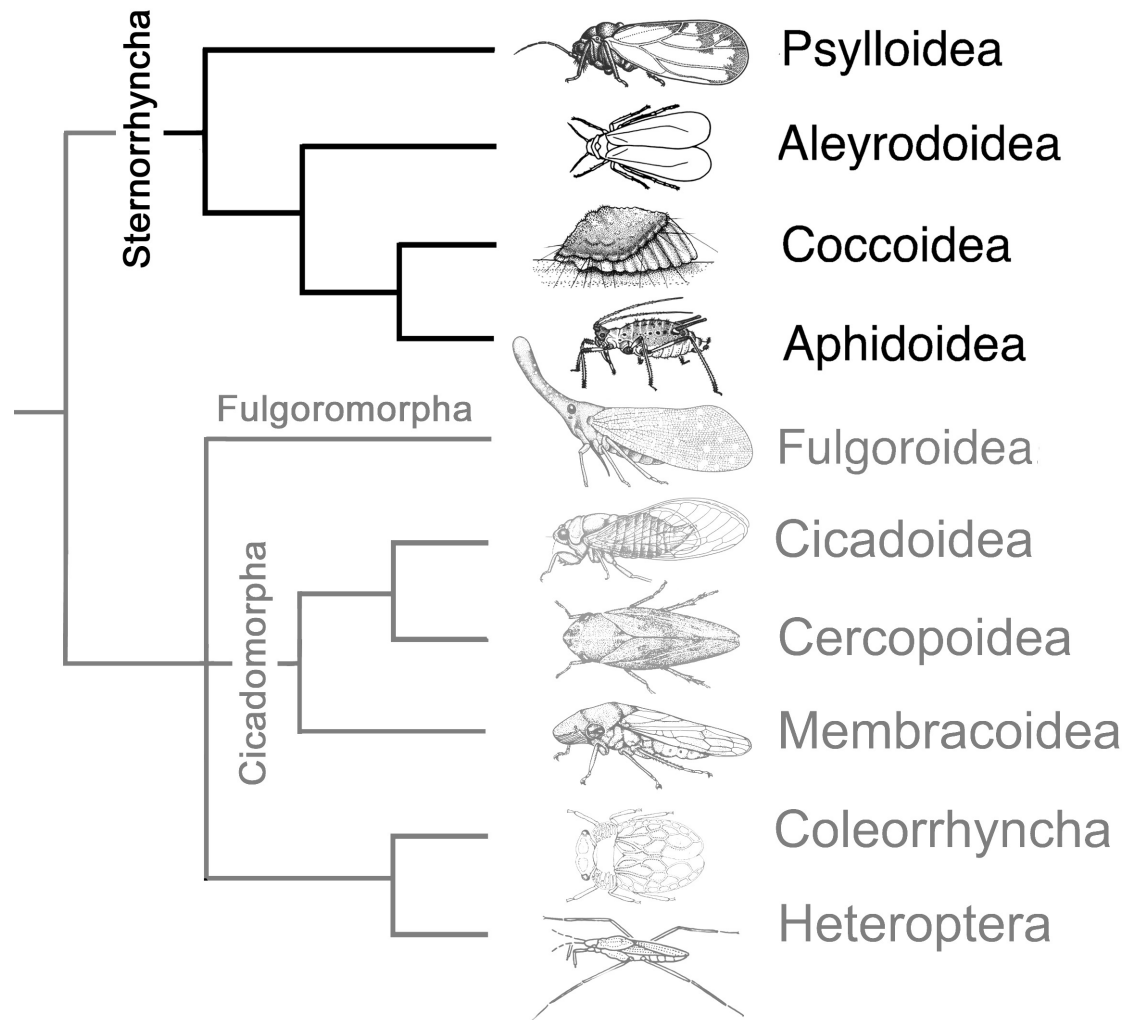 Sternorrhyncha
Psylloidea
Aleyrodoidea
Coccoidea
Aphidoidea
Fulgoromorpha
Fulgoroidea
Cicadomorpha
Cicadoidea
Cercopoidea
Membracoidea
Coleorrhyncha
Heteroptera